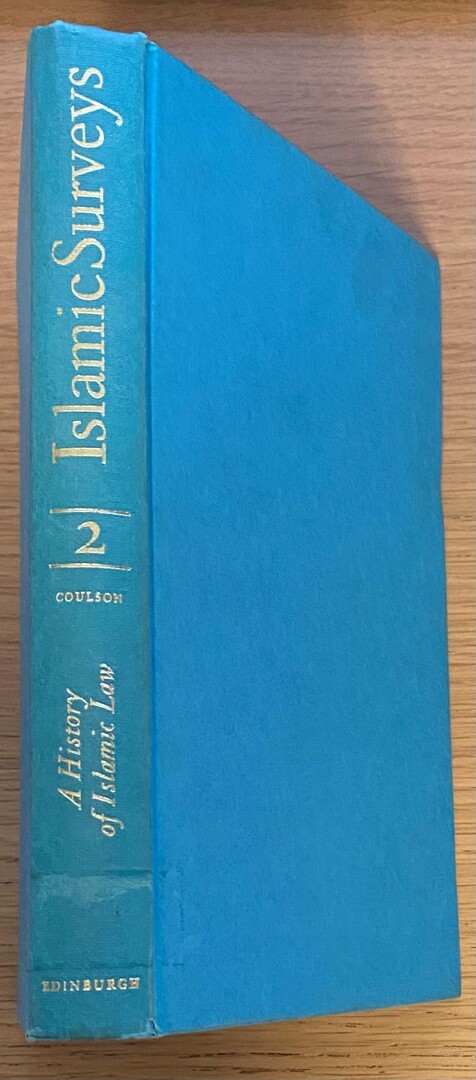 Islamic Surveys
2
COULSON
A History
of Islamic Law
EDINBURGH